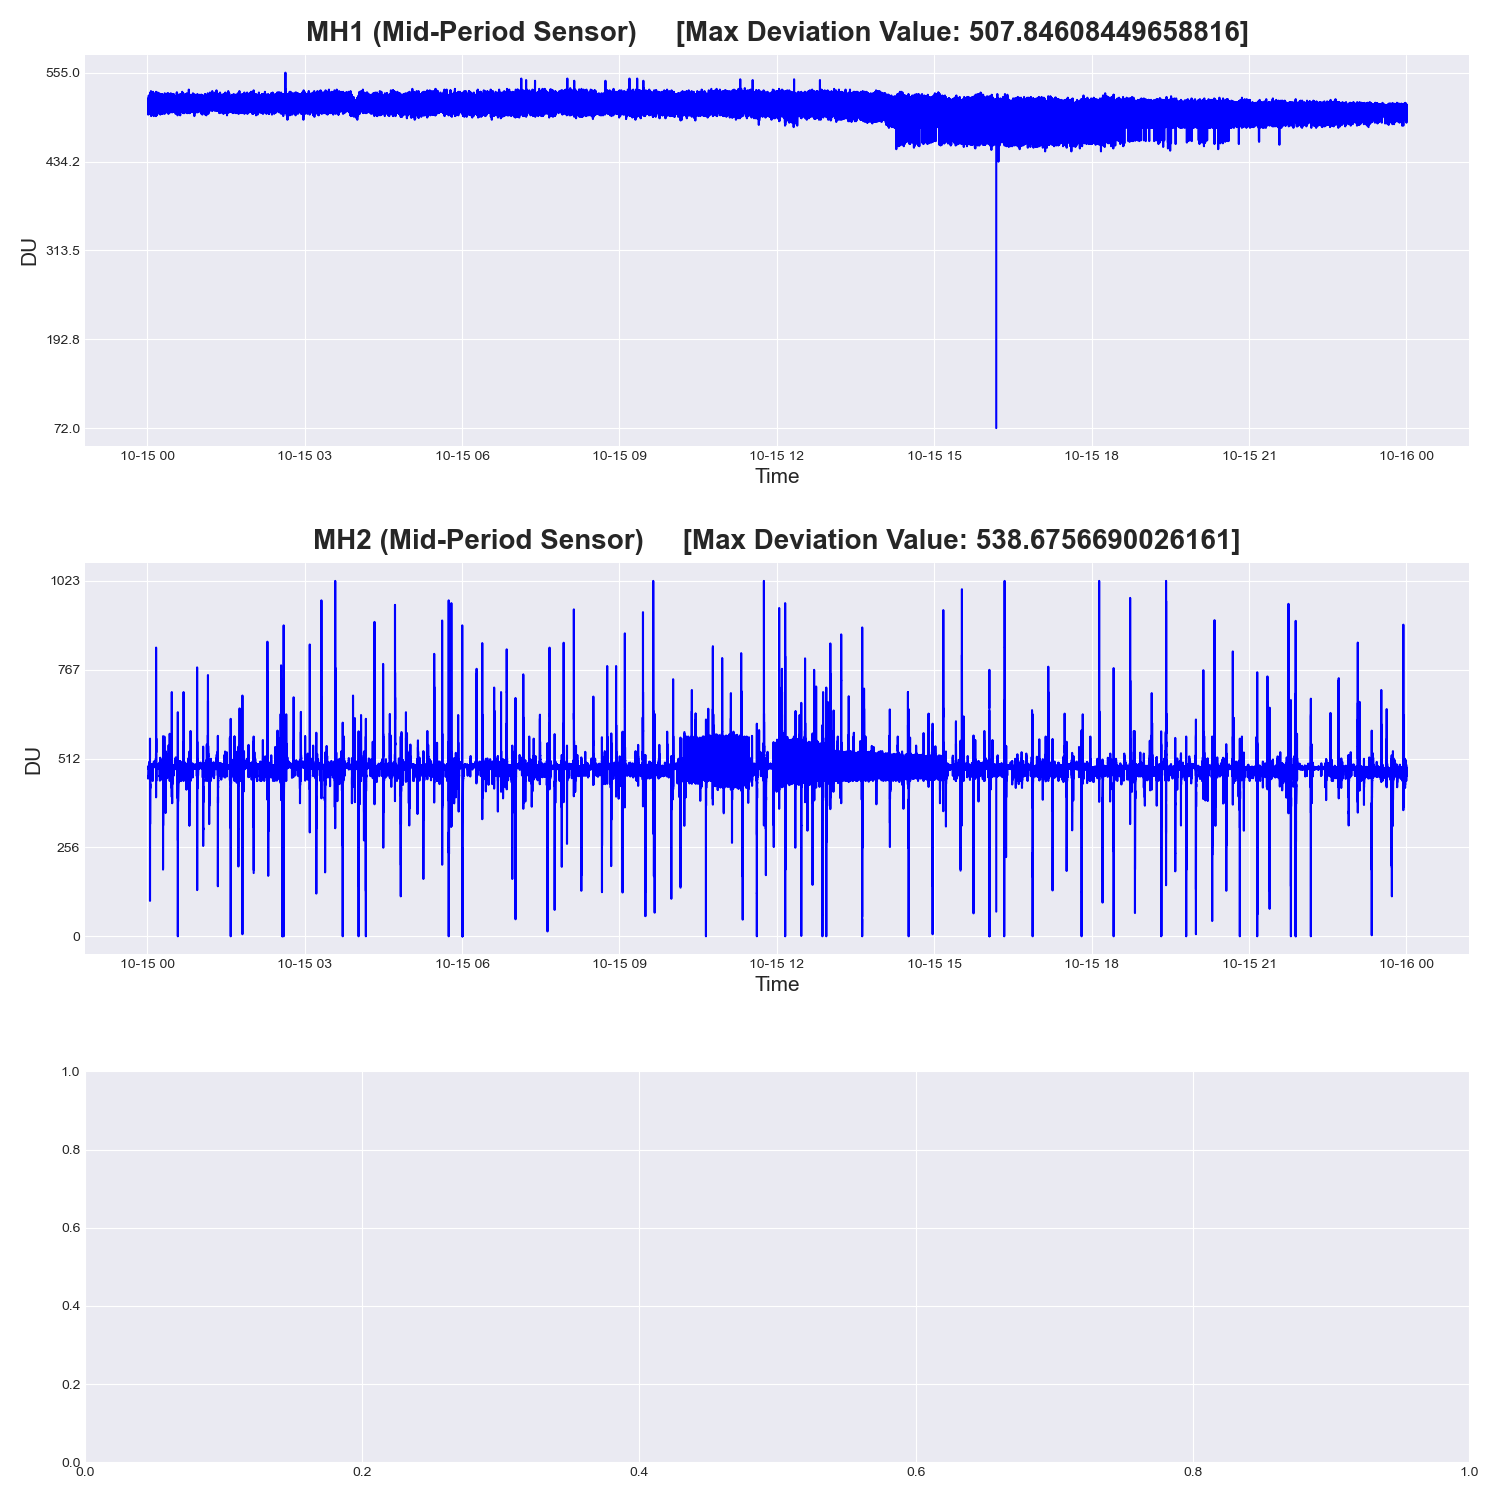 MH1 (Mid-Period Sensor) [Max Deviation Value: 507.84608449658816]
555.0
434.2
313.5
192.8
72.0
DU
10-15 00 10-15 03 10-15 06 10-15 09 10-15 12 10-15 15 10-15 18 10-15 21 10-16 00
Time
MH2 (Mid-Period Sensor) [Max Deviation Value: 538.6756690026161]
1023
767
512
256
0
DU
10-15 00 10-15 03 10-15 06 10-15 09 10-15 12 10-15 15 10-15 18 10-15 21 10-16 00
Time
1.0
0.8
0.6
0.4
0.2
0.0
0.0 0.2 0.4 0.6 0.8 1.0